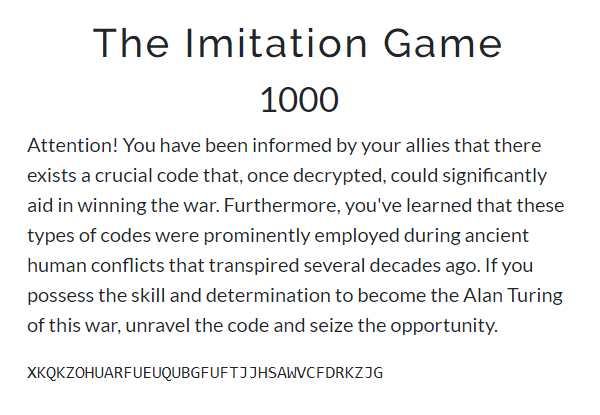 The Imitation Game
1000
Attention! You have been informed by your allies that there
exists a crucial code that, once decrypted, could significantly
aid in winning the war. Furthermore, you've learned that these
types of codes were prominently employed during ancient
human conflicts that transpired several decades ago. If you
possess the skill and determination to become the Alan Turing
of this war, unravel the code and seize the opportunity.
XKQKZOHUARFUEUQUBGFUFTJJHSAWVCFDRKZJG